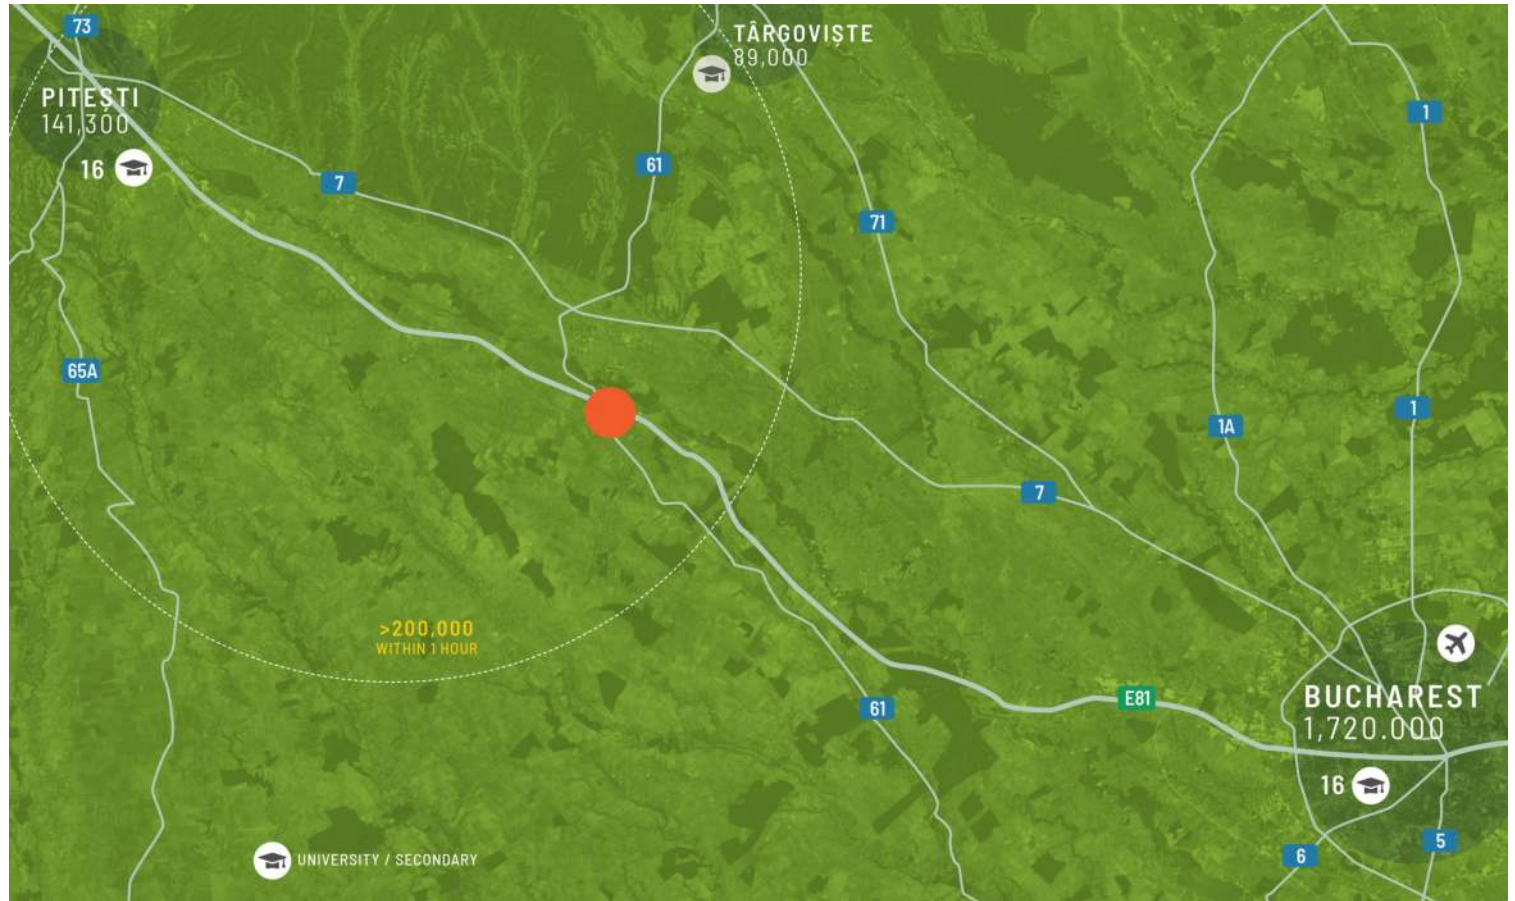 73
PITEȘTI
141,300
16
TÂRGOVIȘTE
89,000
7
61
71
1
65A
1A
1
7
>200,000
WITHIN 1 HOUR
61
E81
BUCHAREST
1,720.000
16
6
5
UNIVERSITY / SECONDARY